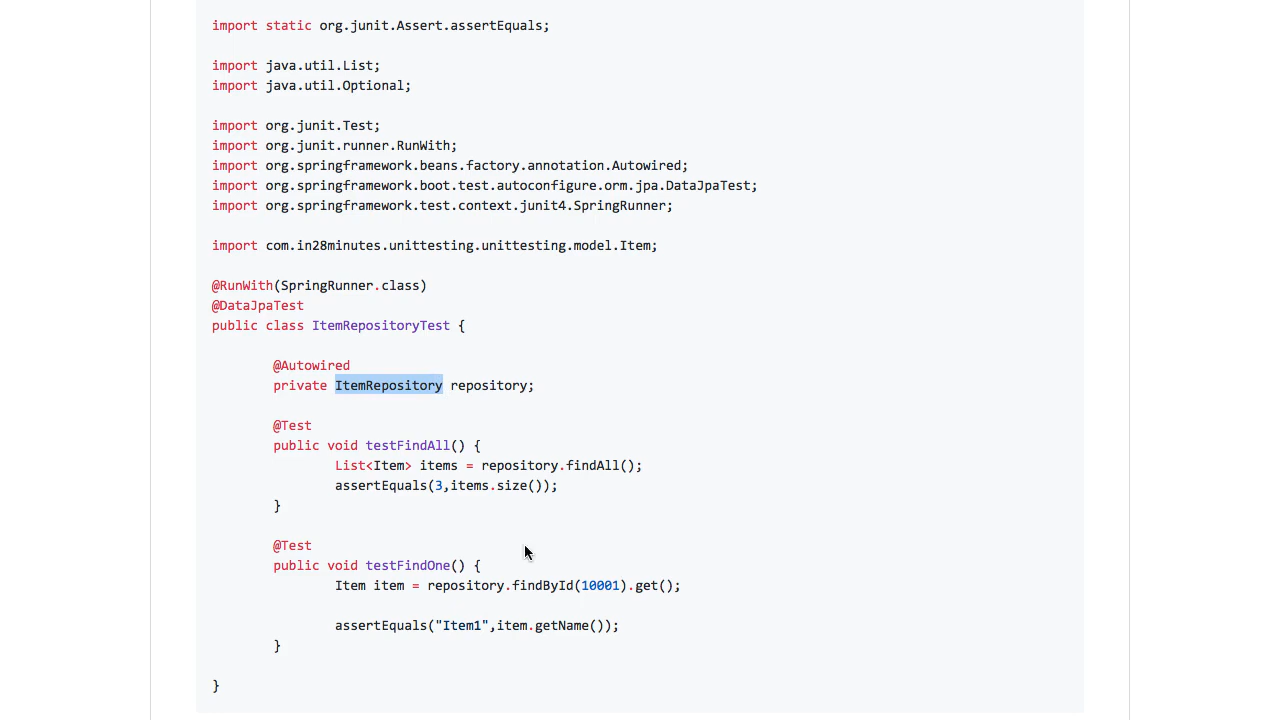 import static org.junit.Assert.assertEquals;
import java.util.List;
import java.util.Optional;
import org.junit.Test;
import org.junit.runner.RunWith;
import org.springframework.beans.factory.annotation.Autowired;
import org.springframework.boot.test.autoconfigure.orm.jpa.DataJpaTest;
import org.springframework.test.context.junit4.SpringRunner;
import com.in28minutes.unittesting.unittesting.model.Item;
@RunWith(SpringRunner.class)
@DataJpaTest
public class ItemRepositoryTest {
@Autowired
private ItemRepository repository;
@Test
public void testFindAll() {
List<Item> items = repository.findAll();
assertEquals(3,items.size());
}
@Test
public void testFindOne() {
Item item = repository.findById(10001).get();
assertEquals("Item1",item.getName());
}
}